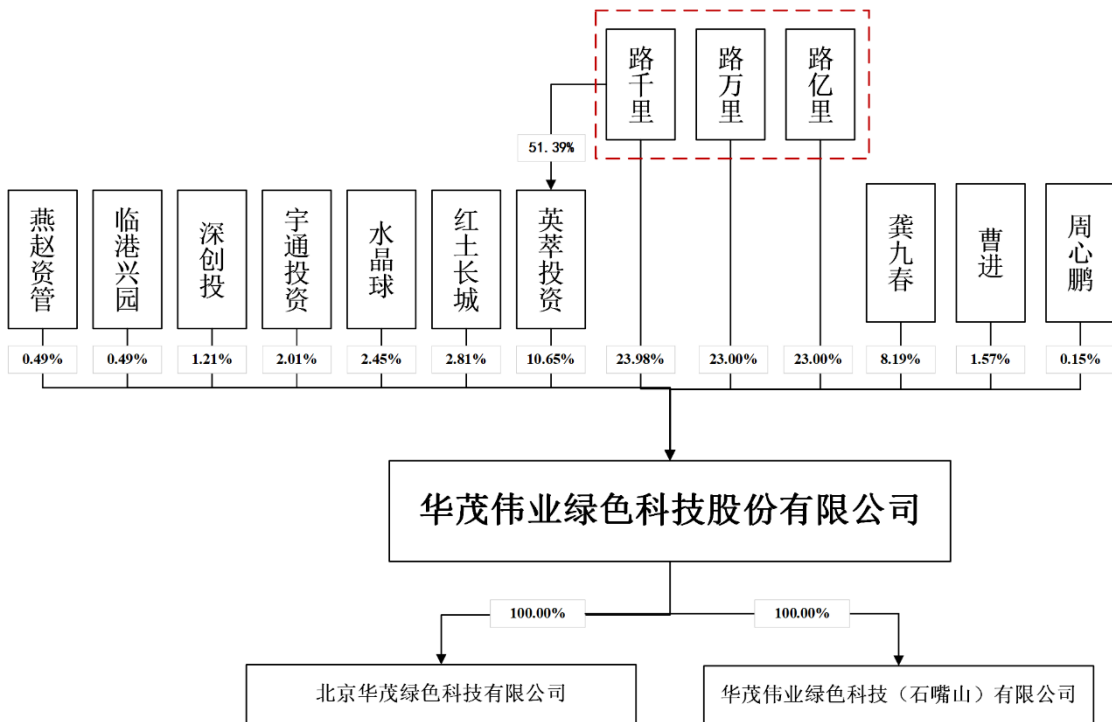 路千里
路万里
路亿里
51.39%
燕赵资管
临港兴园
深创投
宇通投资
水晶球
红土长城
英萃投资
龚九春
曹进
周心鹏
0.49%
0.49%
1.21%
2.01%
2.45%
2.81%
10.65%
23.98%
23.00%
23.00%
8.19%
1.57%
0.15%
华茂伟业绿色科技股份有限公司
100.00%
100.00%
北京华茂绿色科技有限公司
华茂伟业绿色科技（石嘴山）有限公司